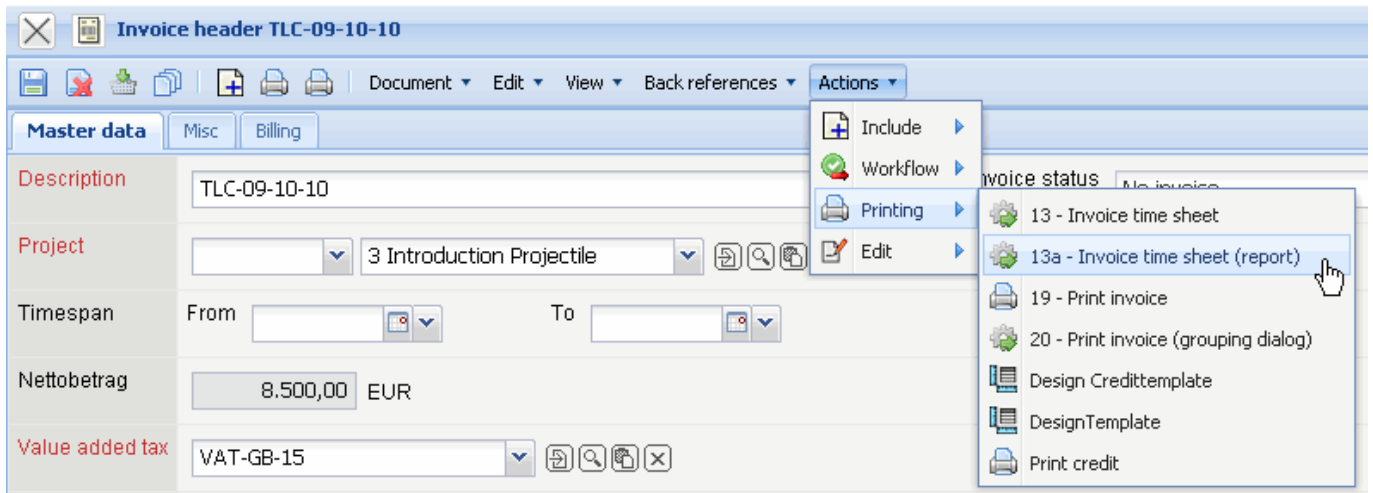 Invoice header TLC-09-10-10
Document Edit View Back references Actions
Master data Misc Billing
Include
Workflow
Printing
Edit
Description TLC-09-10-10
nvoice status No invoice
13 - Invoice time sheet
13a - Invoice time sheet (report)
19 - Print invoice
20 - Print invoice (grouping dialog)
Design Credittemplate
DesignTemplate
Print credit
Project 3 Introduction Projectile
Timespan From To
Nettobetrag 8.500,00 EUR
Value added tax VAT-GB-15